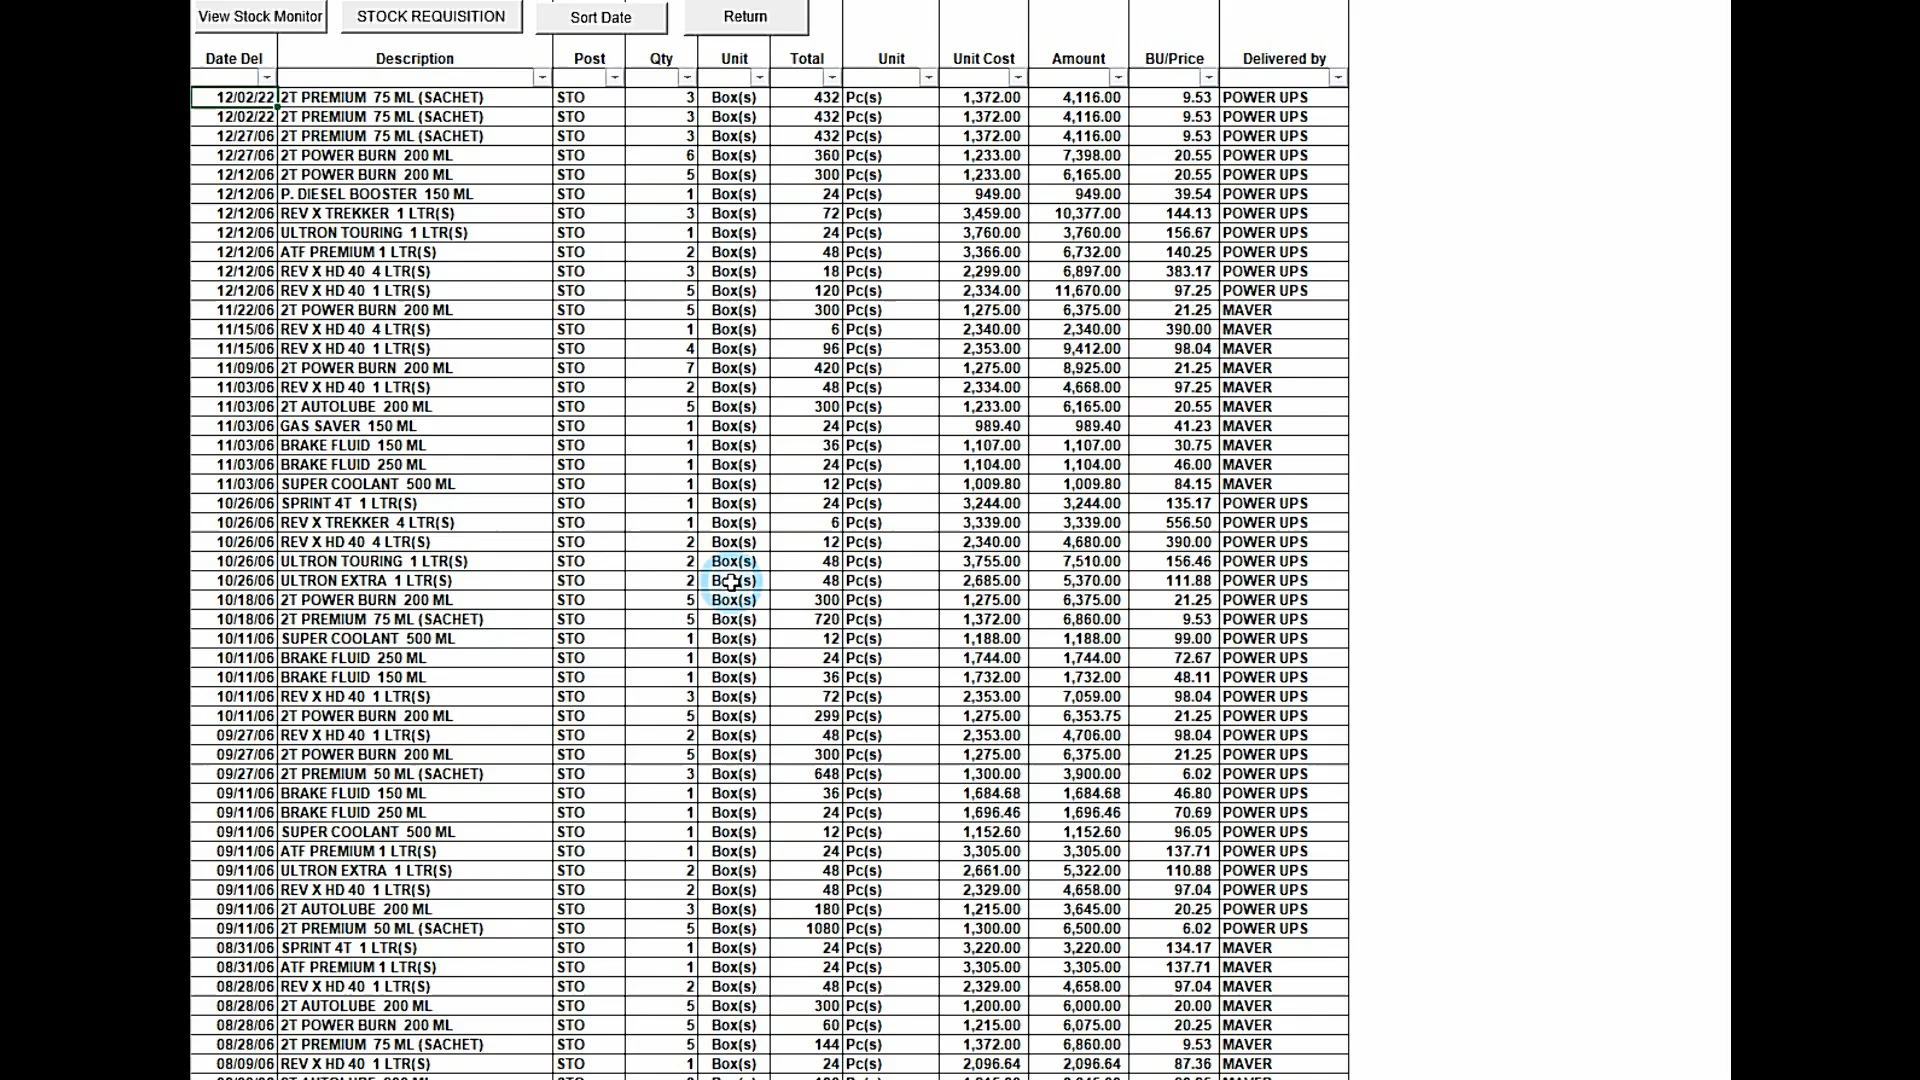 View Stock Monitor STOCK REQUISITION Sort Date Return
Date Del Description Post Qty Unit Total Unit Unit Cost Amount BU/Price Delivered by
12/02/22 2T PREMIUM 75 ML (SACHET) STO 3 Box(s) 432 Pc(s) 1,372.00 4,116.00 9.53 POWER UPS
12/02/22 2T PREMIUM 75 ML (SACHET) STO 3 Box(s) 432 Pc(s) 1,372.00 4,116.00 9.53 POWER UPS
12/27/06 2T PREMIUM 75 ML (SACHET) STO 3 Box(s) 432 Pc(s) 1,372.00 4,116.00 9.53 POWER UPS
12/27/06 2T POWER BURN 200 ML STO 6 Box(s) 360 Pc(s) 1,233.00 7,398.00 20.55 POWER UPS
12/12/06 2T POWER BURN 200 ML STO 5 Box(s) 300 Pc(s) 1,233.00 6,165.00 20.55 POWER UPS
12/12/06 P. DIESEL BOOSTER 150 ML STO 1 Box(s) 24 Pc(s) 949.00 949.00 39.54 POWER UPS
12/12/06 REV X TREKKER 1 LTR(S) STO 3 Box(s) 72 Pc(s) 3,459.00 10,377.00 144.13 POWER UPS
12/12/06 ULTRON TOURING 1 LTR(S) STO 1 Box(s) 24 Pc(s) 3,760.00 3,760.00 156.67 POWER UPS
12/12/06 ATF PREMIUM 1 LTR(S) STO 2 Box(s) 48 Pc(s) 3,366.00 6,732.00 140.25 POWER UPS
12/12/06 REV X HD 40 4 LTR(S) STO 3 Box(s) 18 Pc(s) 2,299.00 6,897.00 383.17 POWER UPS
12/12/06 REV X HD 40 1 LTR(S) STO 5 Box(s) 120 Pc(s) 2,334.00 11,670.00 97.25 POWER UPS
11/22/06 2T POWER BURN 200 ML STO 5 Box(s) 300 Pc(s) 1,275.00 6,375.00 21.25 MAVER
11/15/06 REV X HD 40 4 LTR(S) STO 1 Box(s) 6 Pc(s) 2,340.00 2,340.00 390.00 MAVER
11/15/06 REV X HD 40 1 LTR(S) STO 4 Box(s) 96 Pc(s) 2,353.00 9,412.00 98.04 MAVER
11/09/06 2T POWER BURN 200 ML STO 7 Box(s) 420 Pc(s) 1,275.00 8,925.00 21.25 MAVER
11/03/06 REV X HD 40 1 LTR(S) STO 2 Box(s) 48 Pc(s) 2,334.00 4,668.00 97.25 MAVER
11/03/06 2T AUTOLUBE 200 ML STO 5 Box(s) 300 Pc(s) 1,233.00 6,165.00 20.55 MAVER
11/03/06 GAS SAVER 150 ML STO 1 Box(s) 24 Pc(s) 989.40 989.40 41.23 MAVER
11/03/06 BRAKE FLUID 150 ML STO 1 Box(s) 36 Pc(s) 1,107.00 1,107.00 30.75 MAVER
11/03/06 BRAKE FLUID 250 ML STO 1 Box(s) 24 Pc(s) 1,104.00 1,104.00 46.00 MAVER
11/03/06 SUPER COOLANT 500 ML STO 1 Box(s) 12 Pc(s) 1,009.80 1,009.80 84.15 MAVER
10/26/06 SPRINT 4T 1 LTR(S) STO 1 Box(s) 24 Pc(s) 3,244.00 3,244.00 135.17 POWER UPS
10/26/06 REV X TREKKER 4 LTR(S) STO 1 Box(s) 6 Pc(s) 3,339.00 3,339.00 556.50 POWER UPS
10/26/06 REV X HD 40 4 LTR(S) STO 2 Box(s) 12 Pc(s) 2,340.00 4,680.00 390.00 POWER UPS
10/26/06 ULTRON TOURING 1 LTR(S) STO 2 Box(s) 48 Pc(s) 3,755.00 7,510.00 156.46 POWER UPS
10/26/06 ULTRON EXTRA 1 LTR(S) STO 2 Box(s) 48 Pc(s) 2,685.00 5,370.00 111.88 POWER UPS
10/18/06 2T POWER BURN 200 ML STO 5 Box(s) 300 Pc(s) 1,275.00 6,375.00 21.25 POWER UPS
10/18/06 2T PREMIUM 75 ML (SACHET) STO 5 Box(s) 720 Pc(s) 1,372.00 6,860.00 9.53 POWER UPS
10/11/06 SUPER COOLANT 500 ML STO 1 Box(s) 12 Pc(s) 1,188.00 1,188.00 99.00 POWER UPS
10/11/06 BRAKE FLUID 250 ML STO 1 Box(s) 24 Pc(s) 1,744.00 1,744.00 72.67 POWER UPS
10/11/06 BRAKE FLUID 150 ML STO 1 Box(s) 36 Pc(s) 1,732.00 1,732.00 48.11 POWER UPS
10/11/06 REV X HD 40 1 LTR(S) STO 3 Box(s) 72 Pc(s) 2,353.00 7,059.00 98.04 POWER UPS
10/11/06 2T POWER BURN 200 ML STO 5 Box(s) 299 Pc(s) 1,275.00 6,353.75 21.25 POWER UPS
09/27/06 REV X HD 40 1 LTR(S) STO 2 Box(s) 48 Pc(s) 2,353.00 4,706.00 98.04 POWER UPS
09/27/06 2T POWER BURN 200 ML STO 5 Box(s) 300 Pc(s) 1,275.00 6,375.00 21.25 POWER UPS
09/27/06 2T PREMIUM 50 ML (SACHET) STO 3 Box(s) 648 Pc(s) 1,300.00 3,900.00 6.02 POWER UPS
09/11/06 BRAKE FLUID 150 ML STO 1 Box(s) 36 Pc(s) 1,684.68 1,684.68 46.80 POWER UPS
09/11/06 BRAKE FLUID 250 ML STO 1 Box(s) 24 Pc(s) 1,696.46 1,696.46 70.69 POWER UPS
09/11/06 SUPER COOLANT 500 ML STO 1 Box(s) 12 Pc(s) 1,152.60 1,152.60 96.05 POWER UPS
09/11/06 ATF PREMIUM 1 LTR(S) STO 1 Box(s) 24 Pc(s) 3,305.00 3,305.00 137.71 POWER UPS
09/11/06 ULTRON EXTRA 1 LTR(S) STO 2 Box(s) 48 Pc(s) 2,661.00 5,322.00 110.88 POWER UPS
09/11/06 REV X HD 40 1 LTR(S) STO 2 Box(s) 48 Pc(s) 2,329.00 4,658.00 97.04 POWER UPS
09/11/06 2T AUTOLUBE 200 ML STO 3 Box(s) 180 Pc(s) 1,215.00 3,645.00 20.25 POWER UPS
09/11/06 2T PREMIUM 50 ML (SACHET) STO 5 Box(s) 1080 Pc(s) 1,300.00 6,500.00 6.02 POWER UPS
08/31/06 SPRINT 4T 1 LTR(S) STO 1 Box(s) 24 Pc(s) 3,220.00 3,220.00 134.17 MAVER
08/31/06 ATF PREMIUM 1 LTR(S) STO 1 Box(s) 24 Pc(s) 3,305.00 3,305.00 137.71 MAVER
08/28/06 REV X HD 40 1 LTR(S) STO 2 Box(s) 48 Pc(s) 2,329.00 4,658.00 97.04 MAVER
08/28/06 2T AUTOLUBE 200 ML STO 5 Box(s) 300 Pc(s) 1,200.00 6,000.00 20.00 MAVER
08/28/06 2T POWER BURN 200 ML STO 5 Box(s) 60 Pc(s) 1,215.00 6,075.00 20.25 MAVER
08/28/06 2T PREMIUM 75 ML (SACHET) STO 5 Box(s) 144 Pc(s) 1,372.00 6,860.00 9.53 MAVER
08/09/06 REV X HD 40 1 LTR(S) STO 1 Box(s) 24 Pc(s) 2,096.64 2,096.64 87.36 MAVER